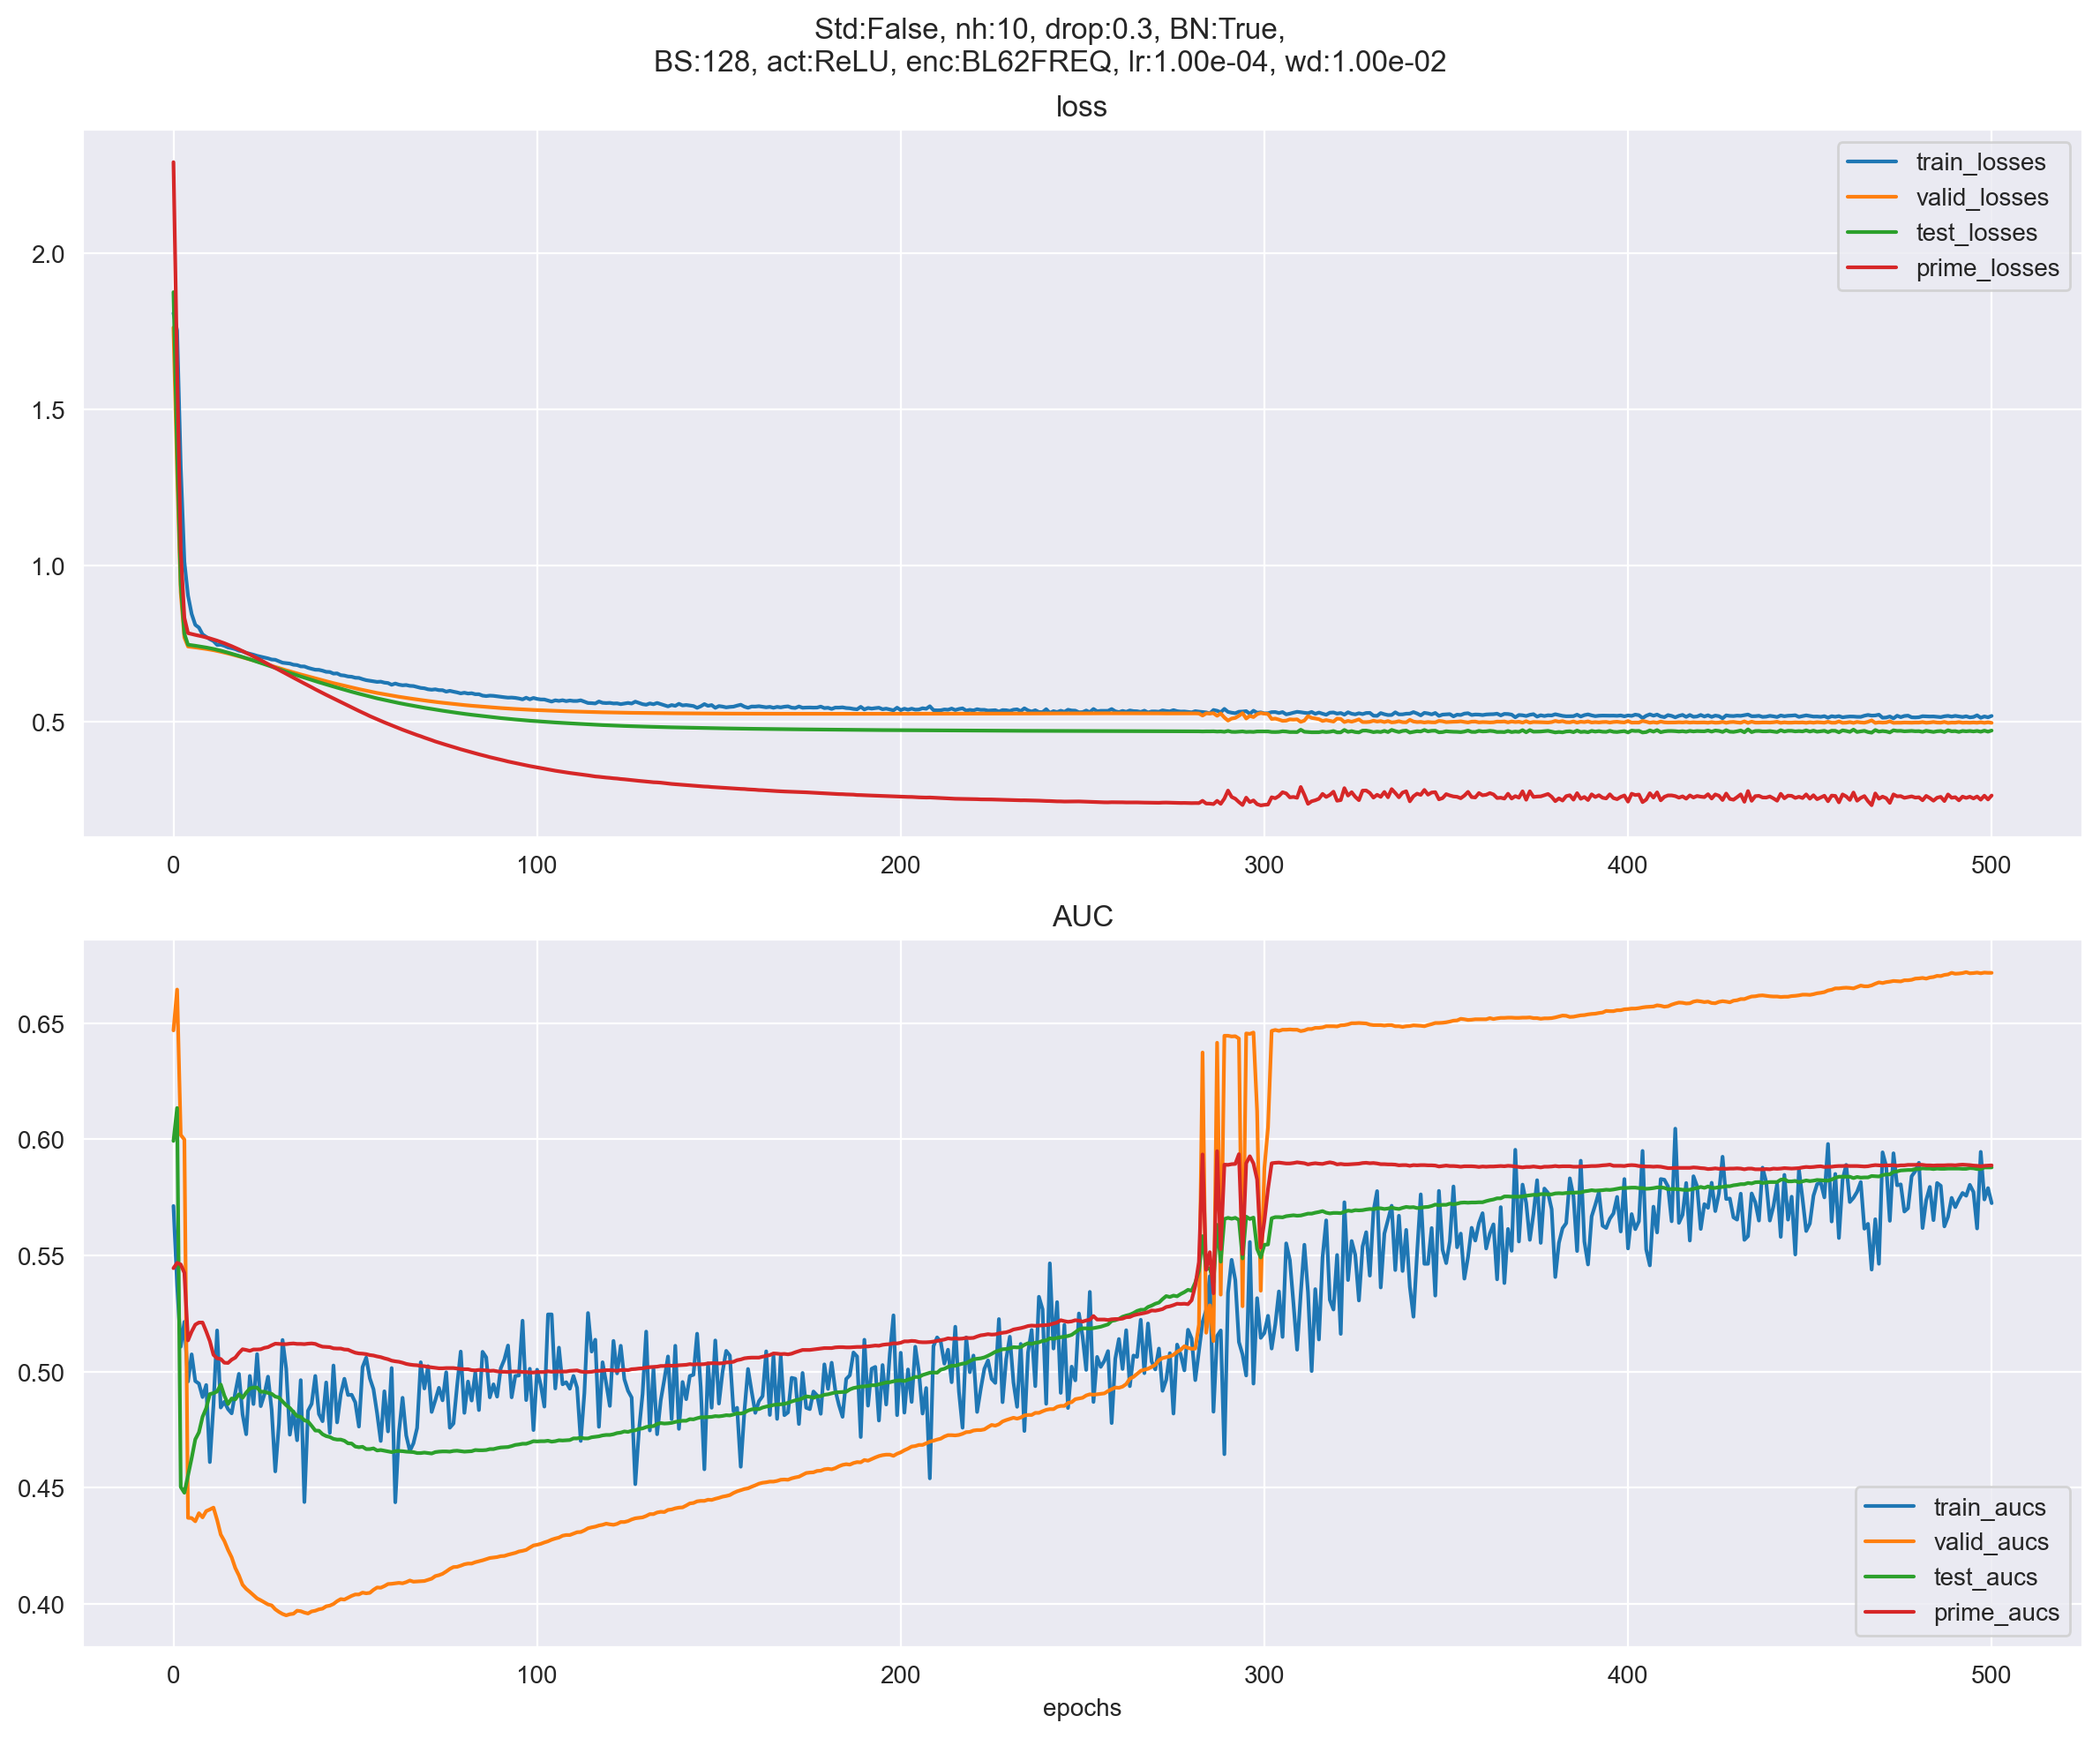 Std:False, nh:10, drop:0.3, BN:True,
BS:128, act:ReLU, enc:BL62FREQ, lr:1.00e-04, wd:1.00e-02
loss
train_losses
valid_losses
test_losses
prime_losses
2.0
1.5
1.0
0.5
0 100 200 300 400 500
AUC
0.65
0.60
0.55
0.50
0.45
0.40
train_aucs
valid_aucs
test_aucs
prime_aucs
0 100 200 300 400 500
epochs